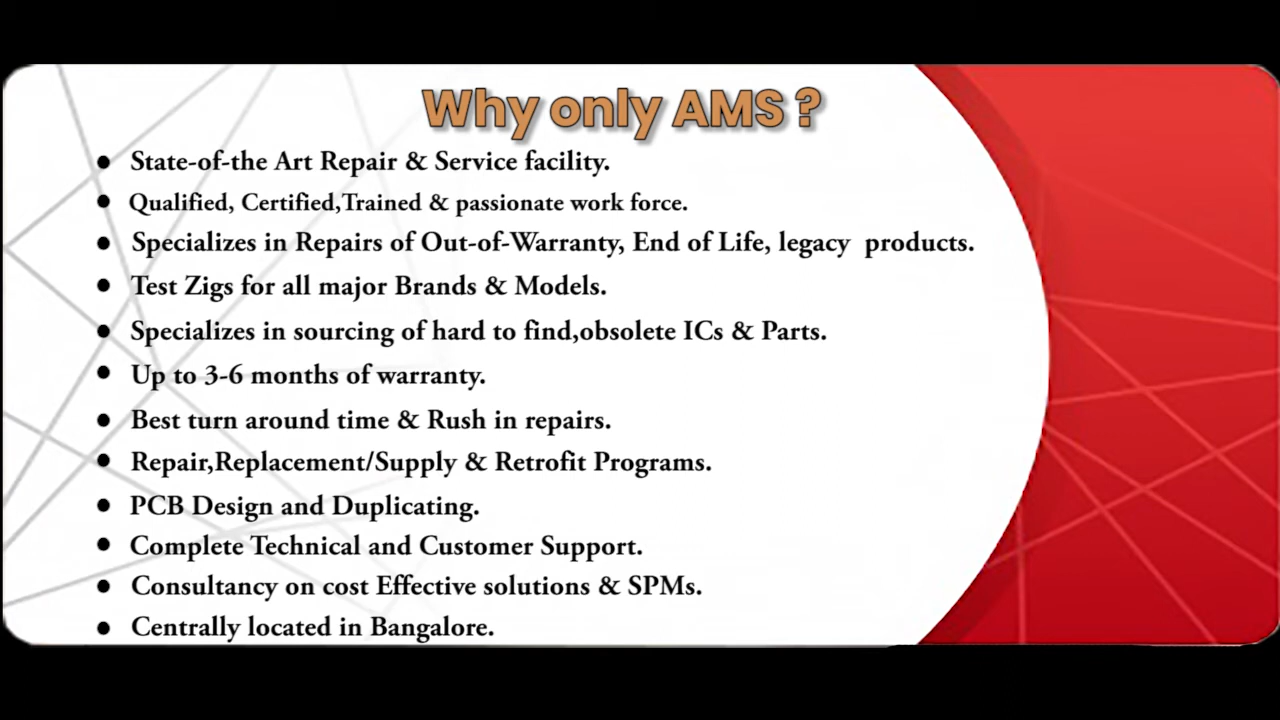 Why only AMS ?
● State-of-the Art Repair & Service facility.
● Qualified, Certified,Trained & passionate work force.
● Specializes in Repairs of Out-of-Warranty, End of Life, legacy  products.
● Test Zigs for all major Brands & Models.
● Specializes in sourcing of hard to find,obsolete ICs & Parts.
● Up to 3-6 months of warranty.
● Best turn around time & Rush in repairs.
● Repair,Replacement/Supply & Retrofit Programs.
● PCB Design and Duplicating.
● Complete Technical and Customer Support.
● Consultancy on cost Effective solutions & SPMs.
● Centrally located in Bangalore.